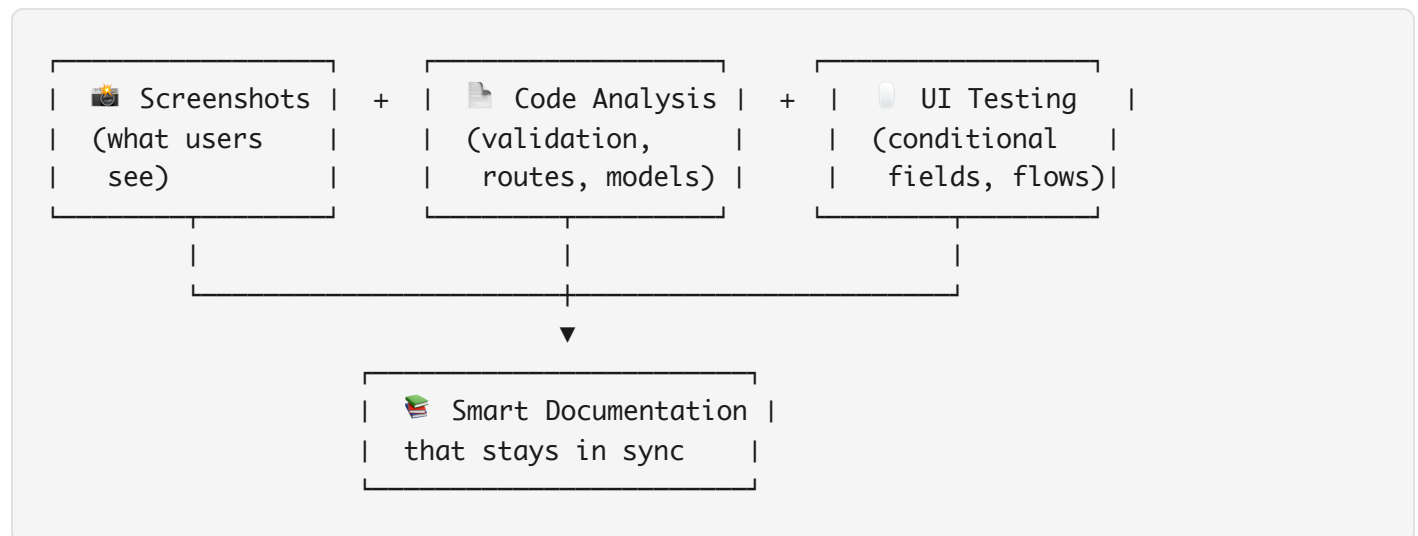 📸 Screenshots + 📄 Code Analysis + UI Testing
(what users (validation, (conditional
see) routes, models) fields, flows)
📚 Smart Documentation
that stays in sync